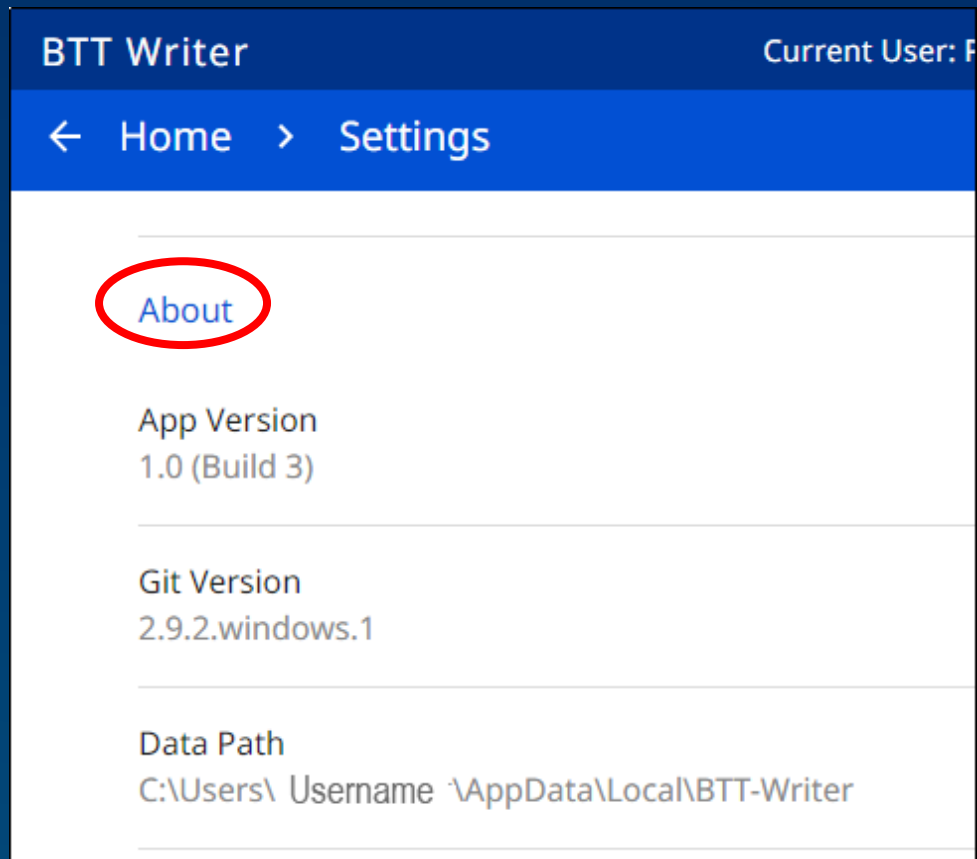 BTT Writer
Current User:
← Home > Settings
About
App Version
1.0 (Build 3)
Git Version
2.9.2.windows.1
Data Path
C:\Users\ Username \AppData\Local\BTT-Writer